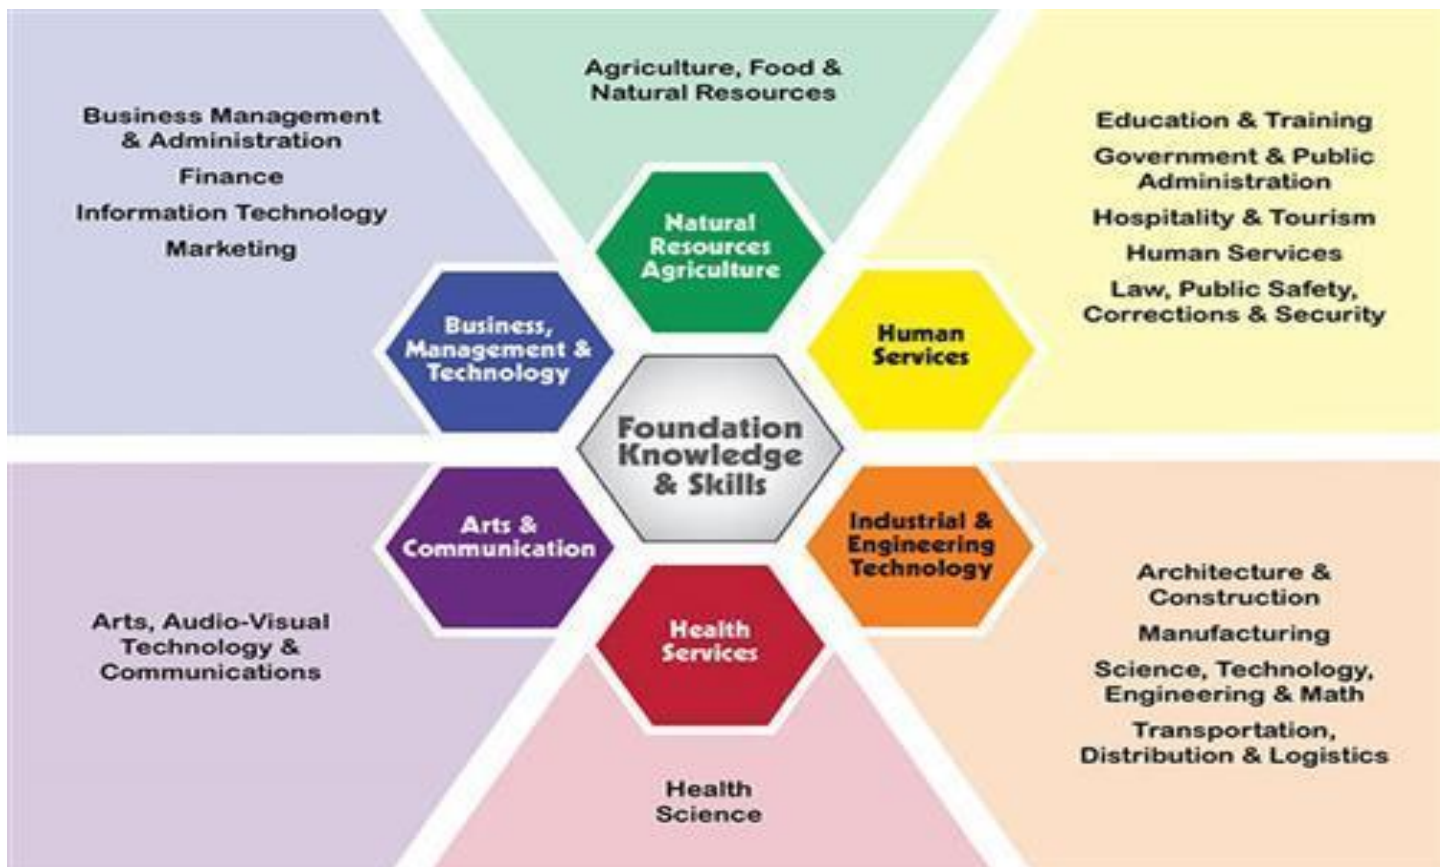 Agriculture, Food &
Natural Resources
Business Management
& Administration
Finance
Information Technology
Marketing
Education & Training
Government & Public
Administration
Hospitality & Tourism
Human Services
Law, Public Safety,
Corrections & Security
Natural
Resources
Agriculture
Business,
Management &
Technology
Human
Services
Foundation
Knowledge
& Skills
Arts &
Communication
Industrial &
Engineering
Technology
Health
Services
Arts, Audio-Visual
Technology &
Communications
Architecture &
Construction
Manufacturing
Science, Technology,
Engineering & Math
Transportation,
Distribution & Logistics
Health
Science